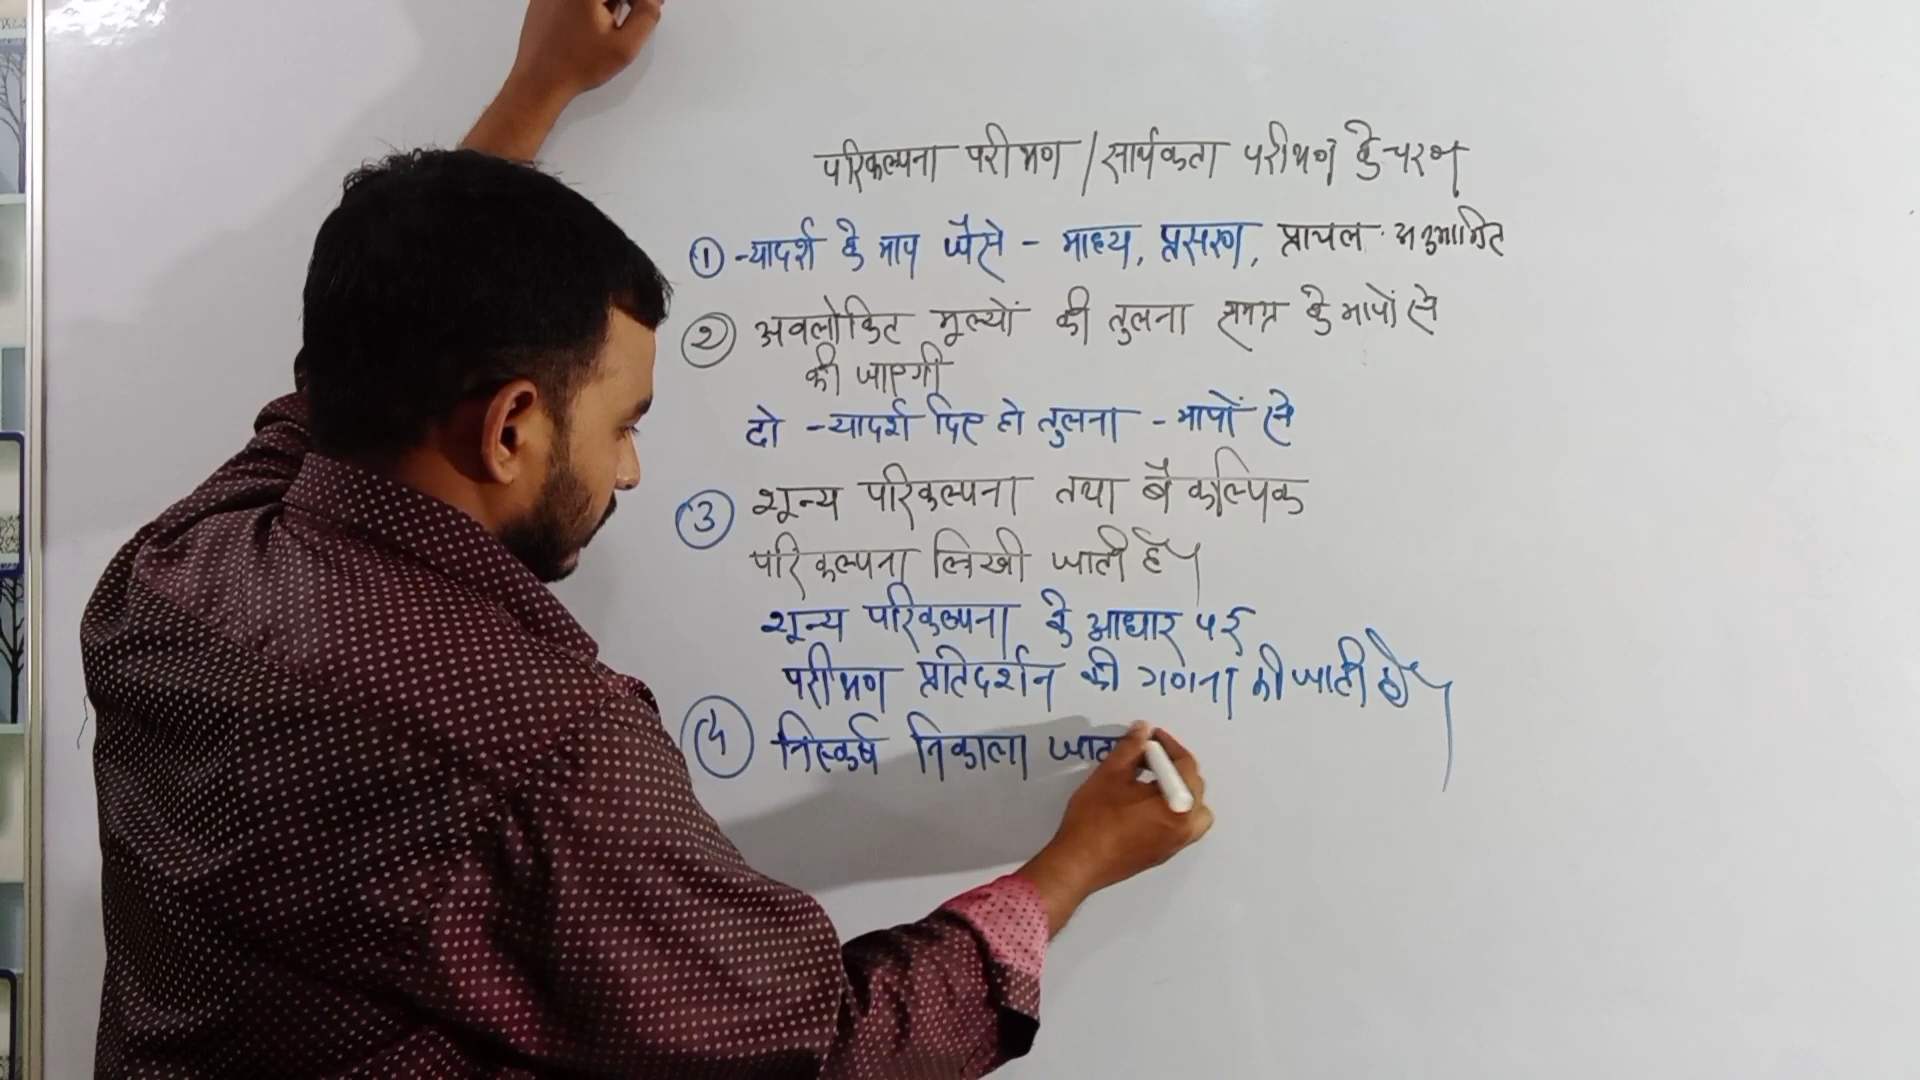 परिकल्पना परीक्षण / सार्थकता परीक्षण के चरण
① न्यादर्श के माप जैसे - माध्य, प्रसरण, प्राचल अनुमानित
② अवलोकित मूल्यों की तुलना समग्र के मापों से
की जाएगी
दो न्यादर्श दिए हो तुलना - मापों से
③ शून्य परिकल्पना तथा वैकल्पिक
परिकल्पना लिखी जाती है।
शून्य परिकल्पना के आधार पर
परीक्षण प्रतिदर्शन की गणना की जाती है।
④ निस्कर्ष निकाला